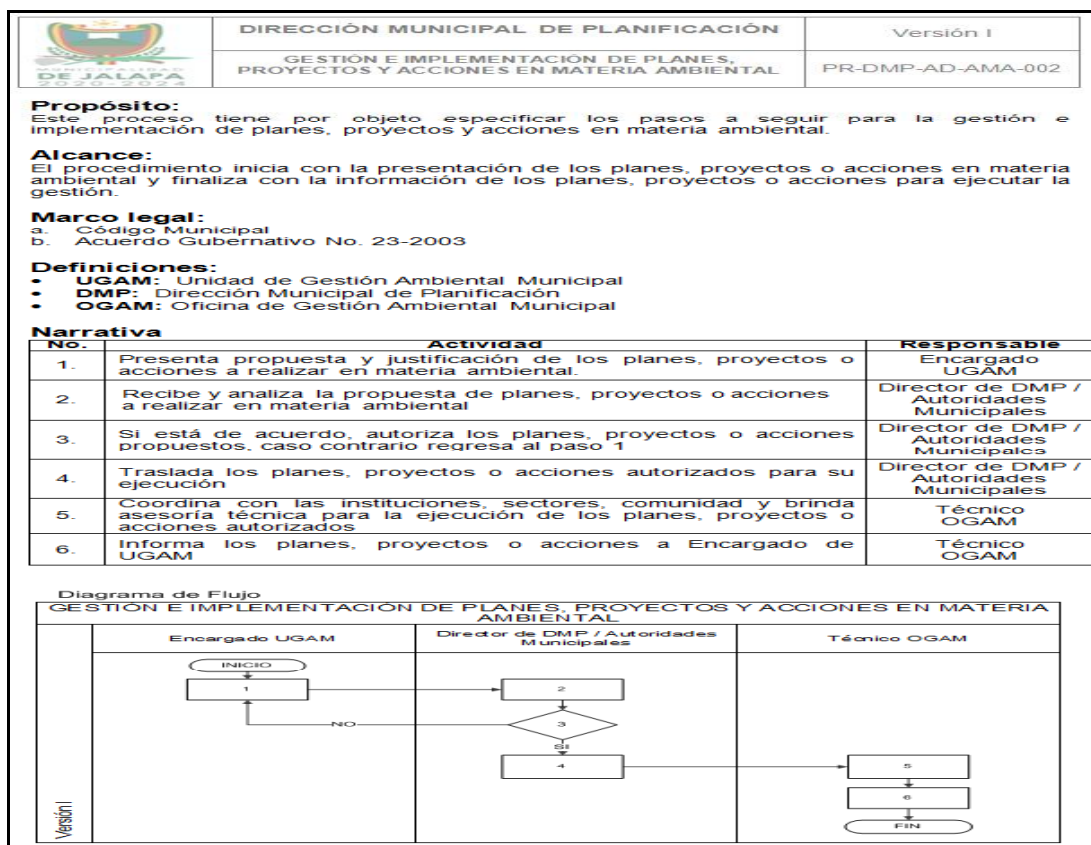 MUNICIPALIDAD
DE JALAPA
2020-2024
DIRECCIÓN MUNICIPAL DE PLANIFICACIÓN
Versión I
GESTIÓN E IMPLEMENTACIÓN DE PLANES,
PROYECTOS Y ACCIONES EN MATERIA AMBIENTAL
PR-DMP-AD-AMA-002
Propósito:
Este proceso tiene por objeto especificar los pasos a seguir para la gestión e
implementación de planes, proyectos y acciones en materia ambiental.
Alcance:
El procedimiento inicia con la presentación de los planes, proyectos o acciones en materia
ambiental y finaliza con la información de los planes, proyectos o acciones para ejecutar la
gestión.
Marco legal:
a. Código Municipal
b. Acuerdo Gubernativo No. 23-2003
Definiciones:
• UGAM: Unidad de Gestión Ambiental Municipal
• DMP: Dirección Municipal de Planificación
• OGAM: Oficina de Gestión Ambiental Municipal
Narrativa
No. Actividad Responsable
1. Presenta propuesta y justificación de los planes, proyectos o
acciones a realizar en materia ambiental.
Encargado
UGAM
2. Recibe y analiza la propuesta de planes, proyectos o acciones
a realizar en materia ambiental
Director de DMP /
Autoridades
Municipales
3. Si está de acuerdo, autoriza los planes, proyectos o acciones
propuestos, caso contrario regresa al paso 1
Director de DMP /
Autoridades
Municipales
4. Traslada los planes, proyectos o acciones autorizados para su
ejecución
Director de DMP /
Autoridades
Municipales
5. Coordina con las instituciones, sectores, comunidad y brinda
asesoría técnica para la ejecución de los planes, proyectos o
acciones autorizados
Técnico
OGAM
6. Informa los planes, proyectos o acciones a Encargado de
UGAM
Técnico
OGAM
Diagrama de Flujo
GESTIÓN E IMPLEMENTACIÓN DE PLANES, PROYECTOS Y ACCIONES EN MATERIA
AMBIENTAL
Encargado UGAM
Director de DMP / Autoridades
Municipales
Técnico OGAM
INICIO
1
2
NO
3
SI
4
5
6
FIN
Versión I